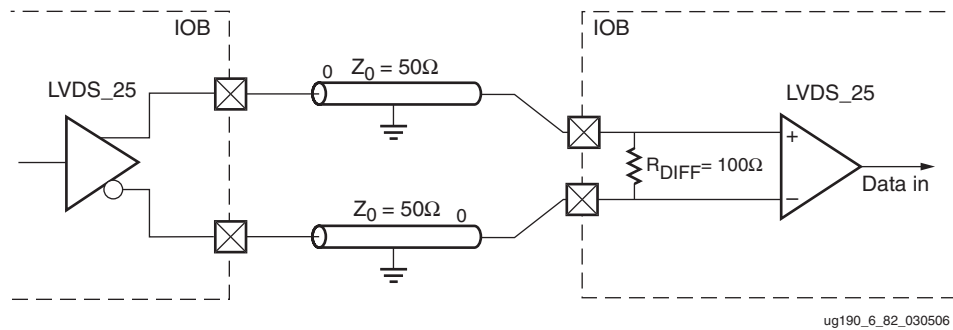 IOB
IOB
0
Z0 = 50Ω
LVDS_25
LVDS_25
+
RDIFF = 100Ω
Data in
–
Z0 = 50Ω
0
ug190_6_82_030506